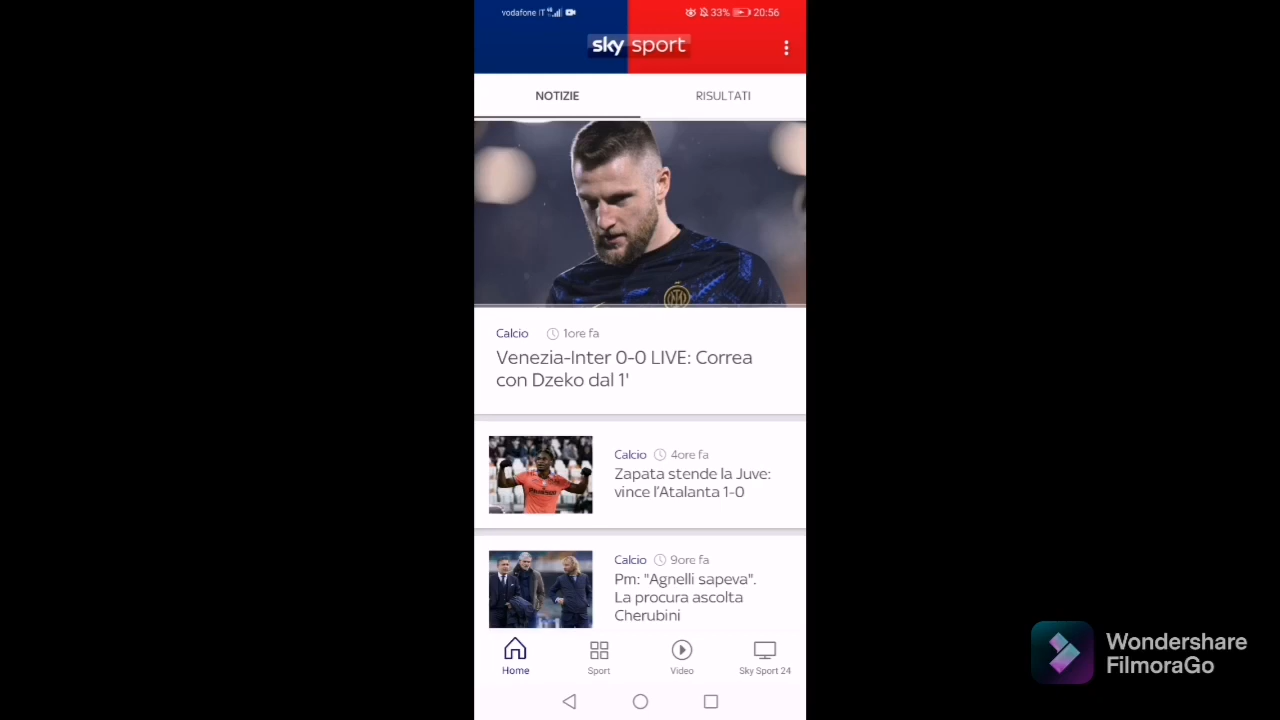 vodafone IT
33% 20:56
sky sport
NOTIZIE
RISULTATI
Calcio 1ore fa
Venezia-Inter 0-0 LIVE: Correa
con Dzeko dal 1'
Calcio 4ore fa
Zapata stende la Juve:
vince l'Atalanta 1-0
Calcio 9ore fa
Pm: "Agnelli sapeva".
La procura ascolta
Cherubini
Home
Sport
Video
Sky Sport 24
Wondershare
FilmoraGo